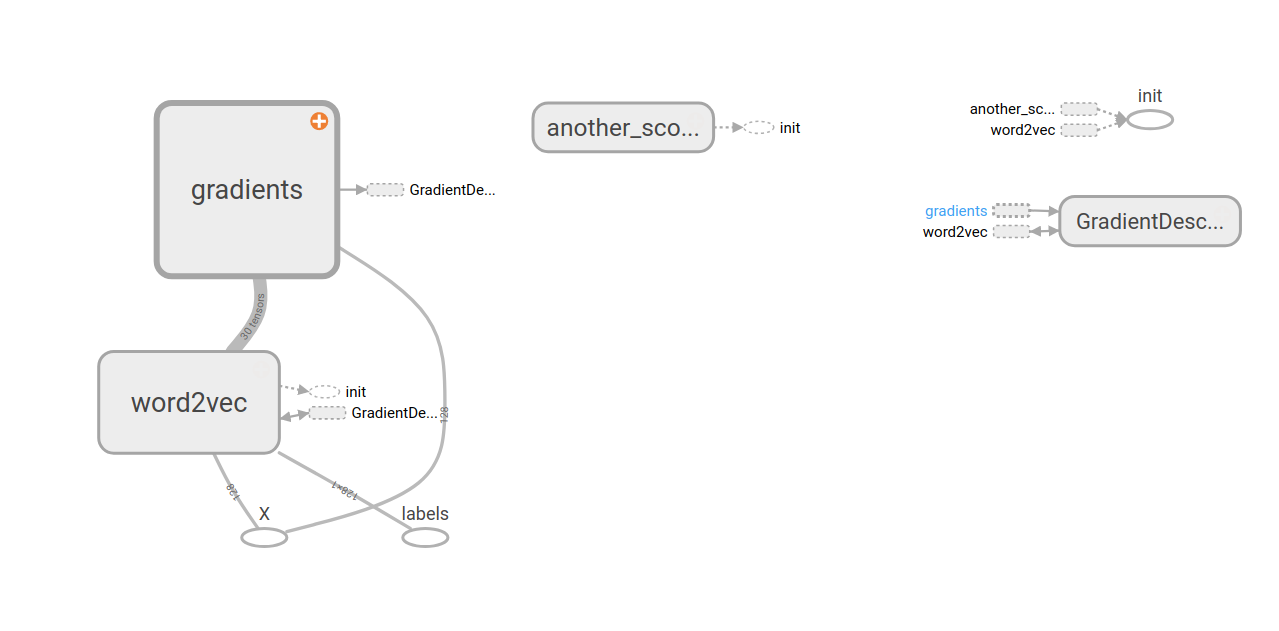 gradients
GradientDe...
30 tensors
word2vec
init
GradientDe...
128
128
128×1
X
labels
another_sco...
init
init
another_sc...
word2vec
gradients
word2vec
GradientDesc...